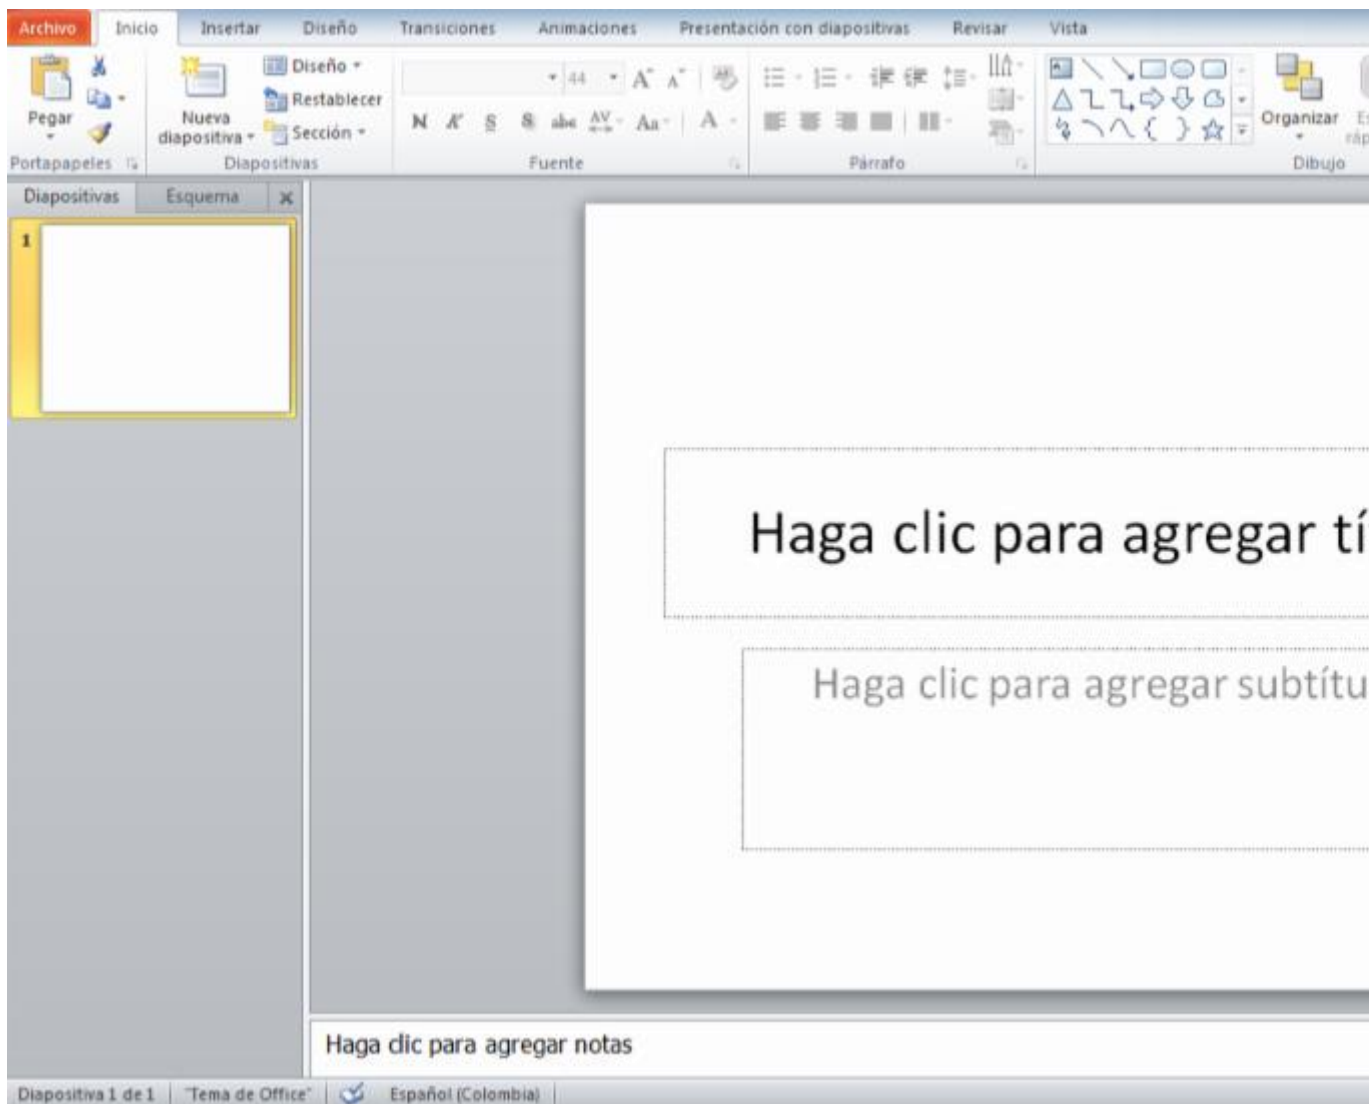 Archivo Inicio Insertar Diseño Transiciones Animaciones Presentación con diapositivas Revisar Vista
Pegar
Nueva diapositiva
Diseño
Restablecer
Sección
44
N K S S abc AV Aa A
Organizar
Portapapeles Diapositivas Fuente Párrafo Dibujo
Diapositivas Esquema
1
Haga clic para agregar tí
Haga clic para agregar subtítu
Haga clic para agregar notas
Diapositiva 1 de 1 "Tema de Office" Español (Colombia)